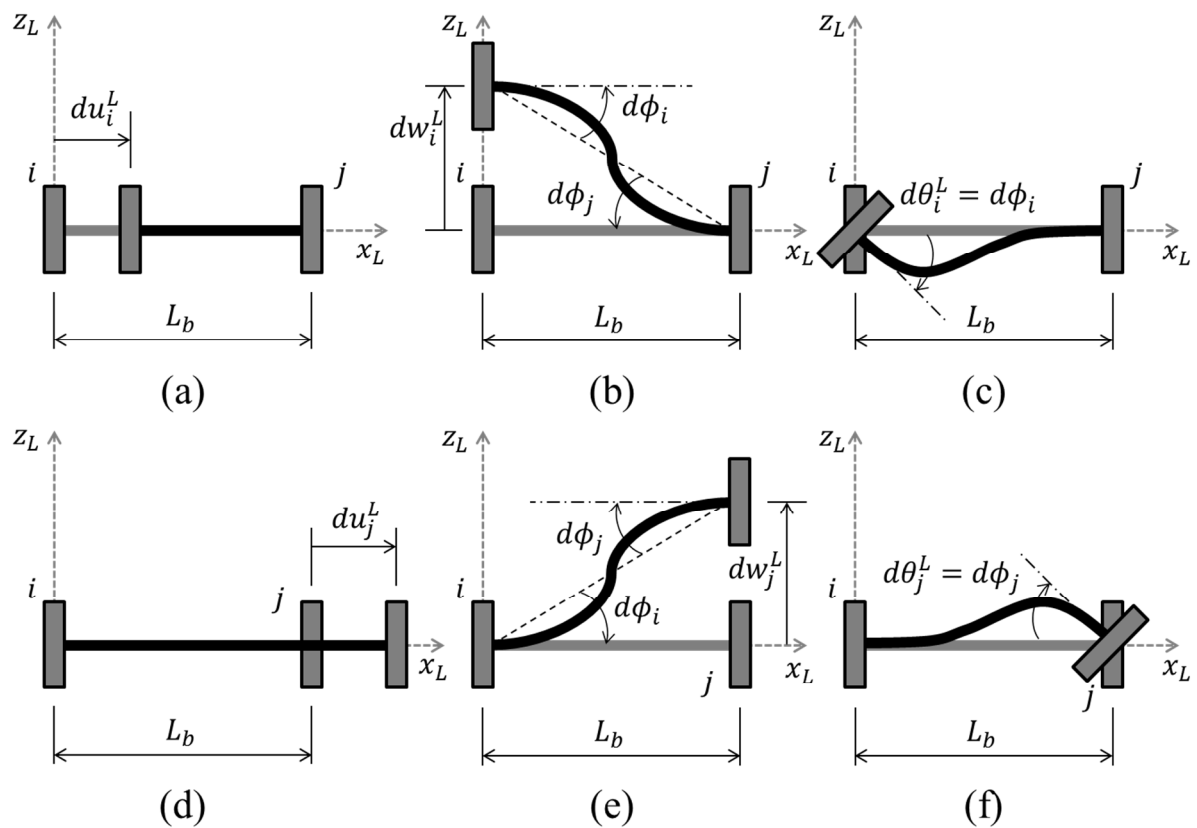 z_L
du_i^L
i
j
x_L
L_b
(a)
z_L
dϕ_i
dw_i^L
i
dϕ_j
j
x_L
L_b
(b)
z_L
i
dθ_i^L = dϕ_i
j
x_L
L_b
(c)
z_L
du_j^L
i
j
x_L
L_b
(d)
z_L
dϕ_j
dw_j^L
i
dϕ_i
j
x_L
L_b
(e)
z_L
i
dθ_j^L = dϕ_j
x_L
j
L_b
(f)